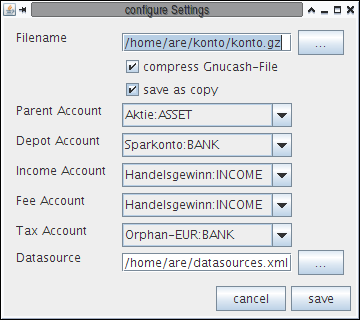 configure Settings
Filename /home/are/konto/konto.gz ...
compress Gnucash-File
save as copy
Parent Account Aktie:ASSET
Depot Account Sparkonto:BANK
Income Account Handelsgewinn:INCOME
Fee Account Handelsgewinn:INCOME
Tax Account Orphan-EUR:BANK
Datasource /home/are/datasources.xml ...
cancel save